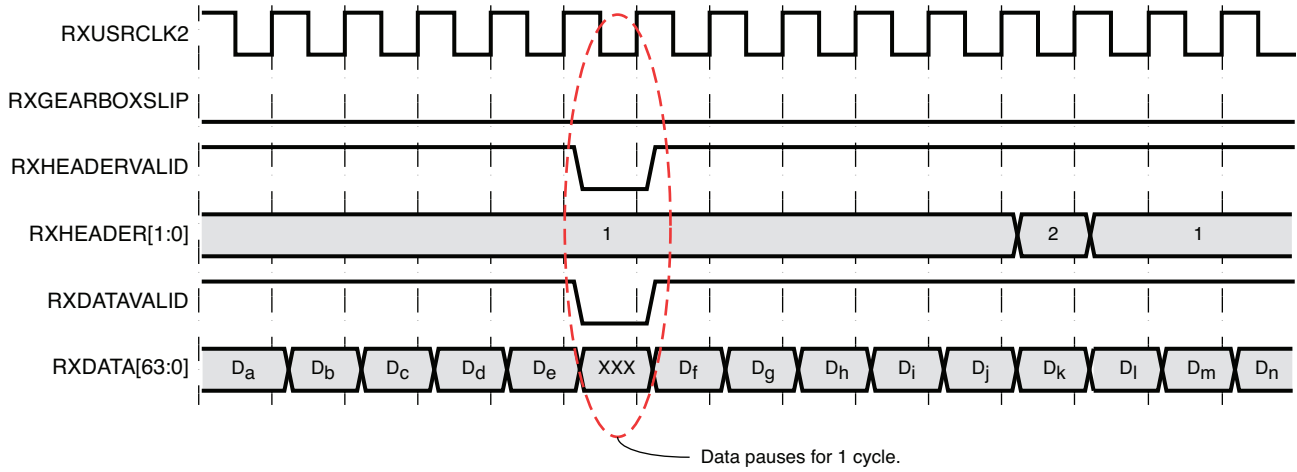 RXUSRCLK2
RXGEARBOXSLIP
RXHEADERVALID
RXHEADER[1:0] 1 2 1
RXDATAVALID
RXDATA[63:0] Da Db Dc Dd De XXX Df Dg Dh Di Dj Dk Dl Dm Dn
Data pauses for 1 cycle.